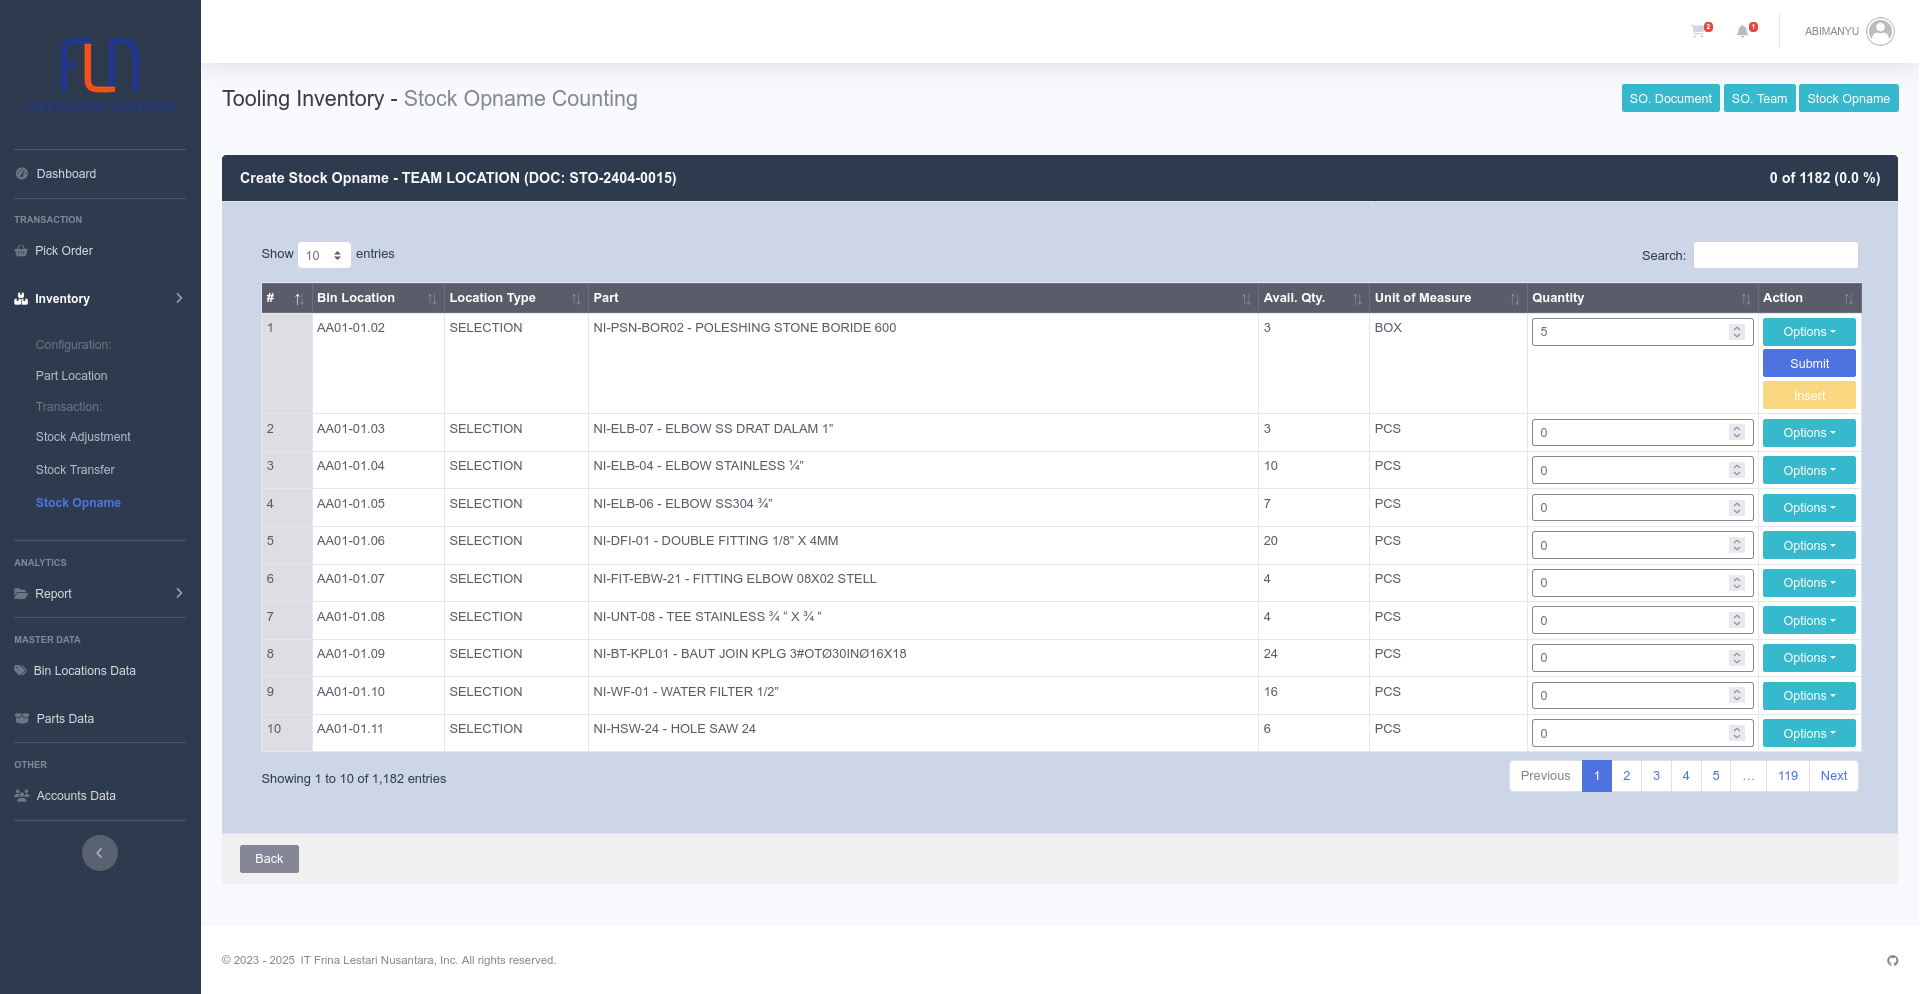 FLN
2
1
ABIMANYU
Tooling Inventory - Stock Opname Counting
SO. Document
SO. Team
Stock Opname
Dashboard
TRANSACTION
Pick Order
Inventory
Configuration:
Part Location
Transaction:
Stock Adjustment
Stock Transfer
Stock Opname
ANALYTICS
Report
MASTER DATA
Bin Locations Data
Parts Data
OTHER
Accounts Data
Create Stock Opname - TEAM LOCATION (DOC: STO-2404-0015)
0 of 1182 (0.0 %)
Show 10 entries
Search:
# Bin Location Location Type Part Avail. Qty. Unit of Measure Quantity Action
1 AA01-01.02 SELECTION NI-PSN-BOR02 - POLESHING STONE BORIDE 600 3 BOX 5 Options
Submit
Insert
2 AA01-01.03 SELECTION NI-ELB-07 - ELBOW SS DRAT DALAM 1” 3 PCS 0 Options
3 AA01-01.04 SELECTION NI-ELB-04 - ELBOW STAINLESS ¼” 10 PCS 0 Options
4 AA01-01.05 SELECTION NI-ELB-06 - ELBOW SS304 ¾” 7 PCS 0 Options
5 AA01-01.06 SELECTION NI-DFI-01 - DOUBLE FITTING 1/8” X 4MM 20 PCS 0 Options
6 AA01-01.07 SELECTION NI-FIT-EBW-21 - FITTING ELBOW 08X02 STELL 4 PCS 0 Options
7 AA01-01.08 SELECTION NI-UNT-08 - TEE STAINLESS ¾ “ X ¾ “ 4 PCS 0 Options
8 AA01-01.09 SELECTION NI-BT-KPL01 - BAUT JOIN KPLG 3#OTØ30INØ16X18 24 PCS 0 Options
9 AA01-01.10 SELECTION NI-WF-01 - WATER FILTER 1/2” 16 PCS 0 Options
10 AA01-01.11 SELECTION NI-HSW-24 - HOLE SAW 24 6 PCS 0 Options
Showing 1 to 10 of 1,182 entries
Previous 1 2 3 4 5 … 119 Next
Back
© 2023 - 2025 IT Frina Lestari Nusantara, Inc. All rights reserved.